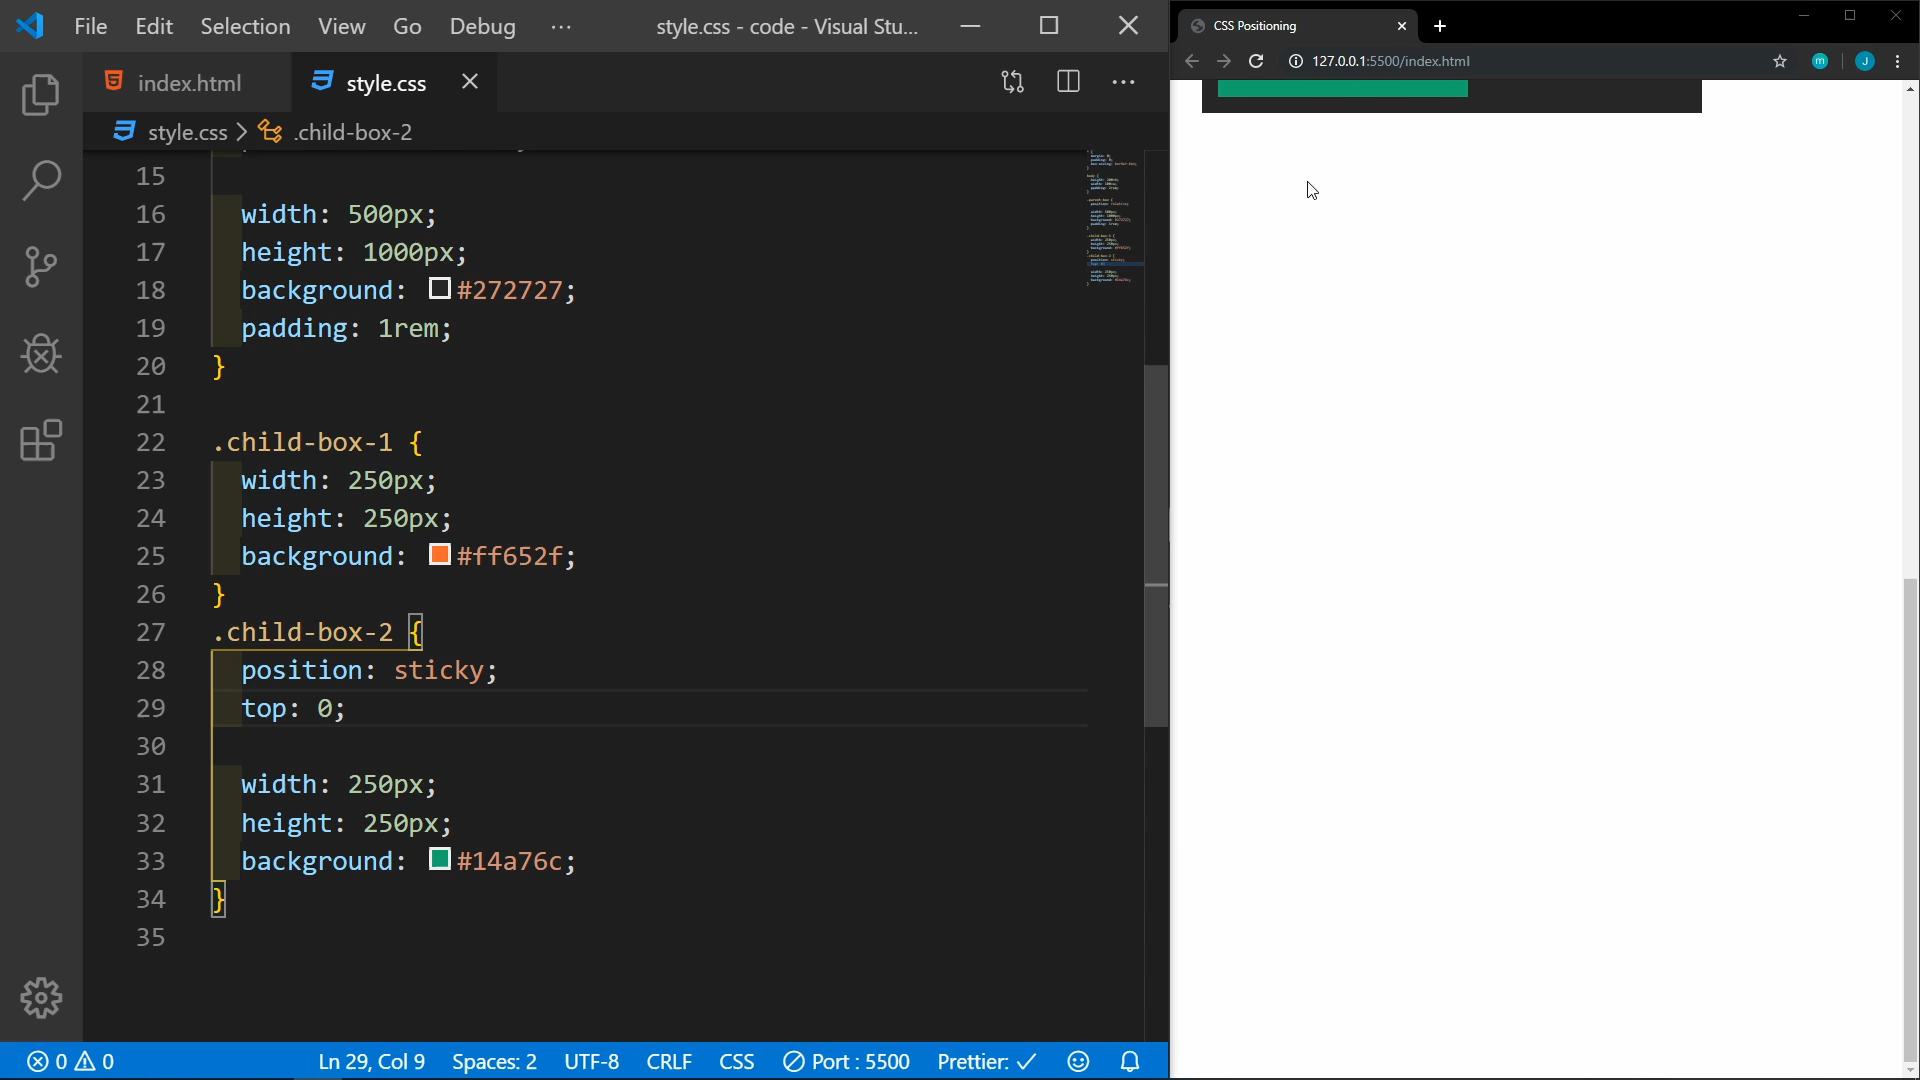 File Edit Selection View Go Debug ··· style.css - code - Visual Stu...
index.html style.css
style.css > .child-box-2
15
16 width: 500px;
17 height: 1000px;
18 background: #272727;
19 padding: 1rem;
20 }
21
22 .child-box-1 {
23 width: 250px;
24 height: 250px;
25 background: #ff652f;
26 }
27 .child-box-2 {
28 position: sticky;
29 top: 0;
30
31 width: 250px;
32 height: 250px;
33 background: #14a76c;
34 }
35
0 0 Ln 29, Col 9 Spaces: 2 UTF-8 CRLF CSS Port : 5500 Prettier: ✓
CSS Positioning
127.0.0.1:5500/index.html
m J